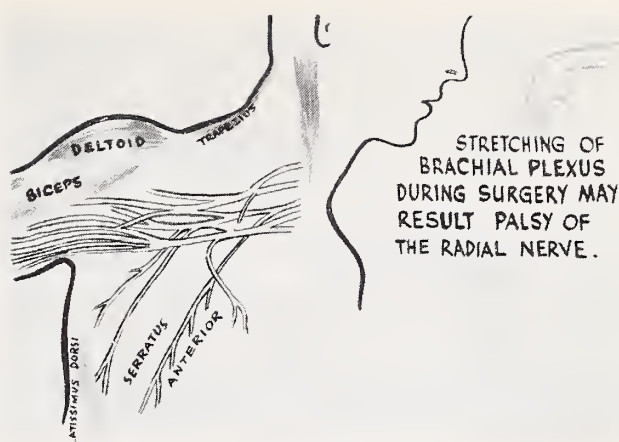 TRAPEZIUS
DELTOID
BICEPS
STRETCHING OF
BRACHIAL PLEXUS
DURING SURGERY MAY
RESULT PALSY OF
THE RADIAL NERVE.
SERRATUS
ANTERIOR
ATISSIMUS DORSI